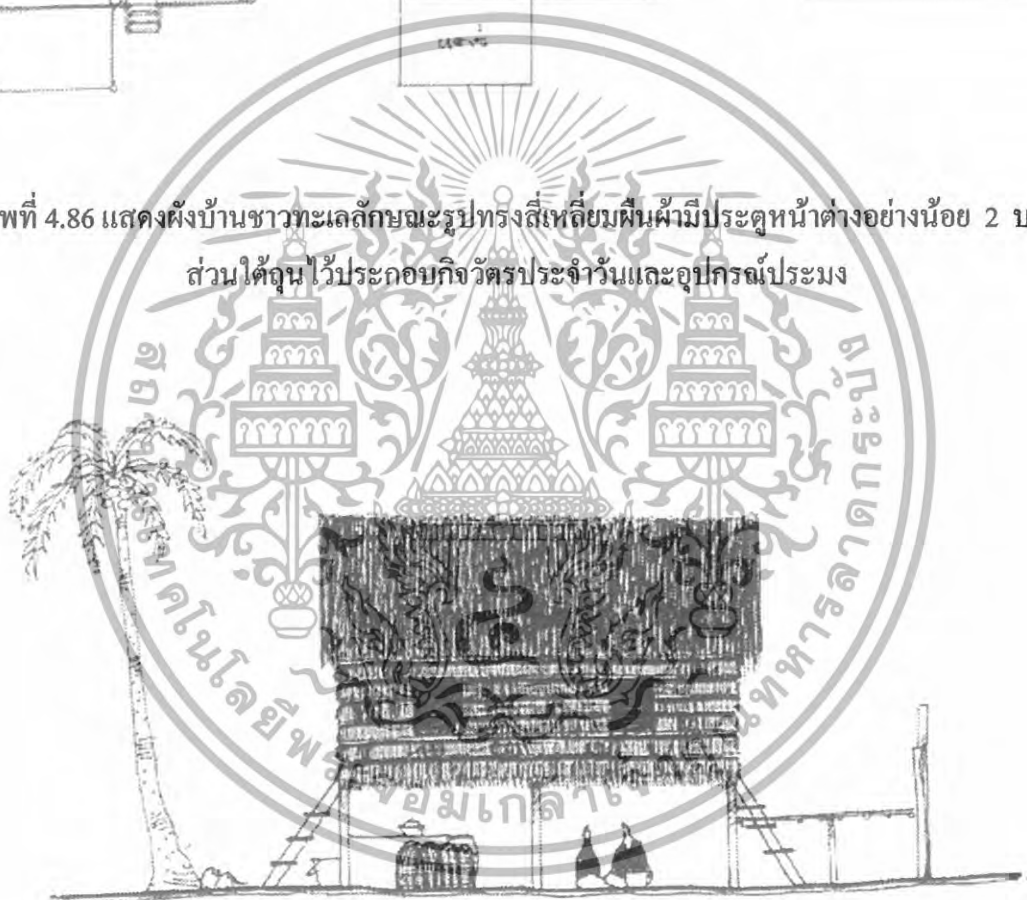 พที่ 4.86 แสดงผังบ้านชาวทะเลลักษณะรูปทรงสี่เหลี่ยมผืนผ้ามีประตูหน้าต่างอย่างน้อย 2 บ
ส่วนใต้ถุนไว้ประกอบกิจวัตรประจำวันและอุปกรณ์ประมง
เทคโนโลยีพระจอมเกล้าเจ้า
ทหารลาดกระบัง